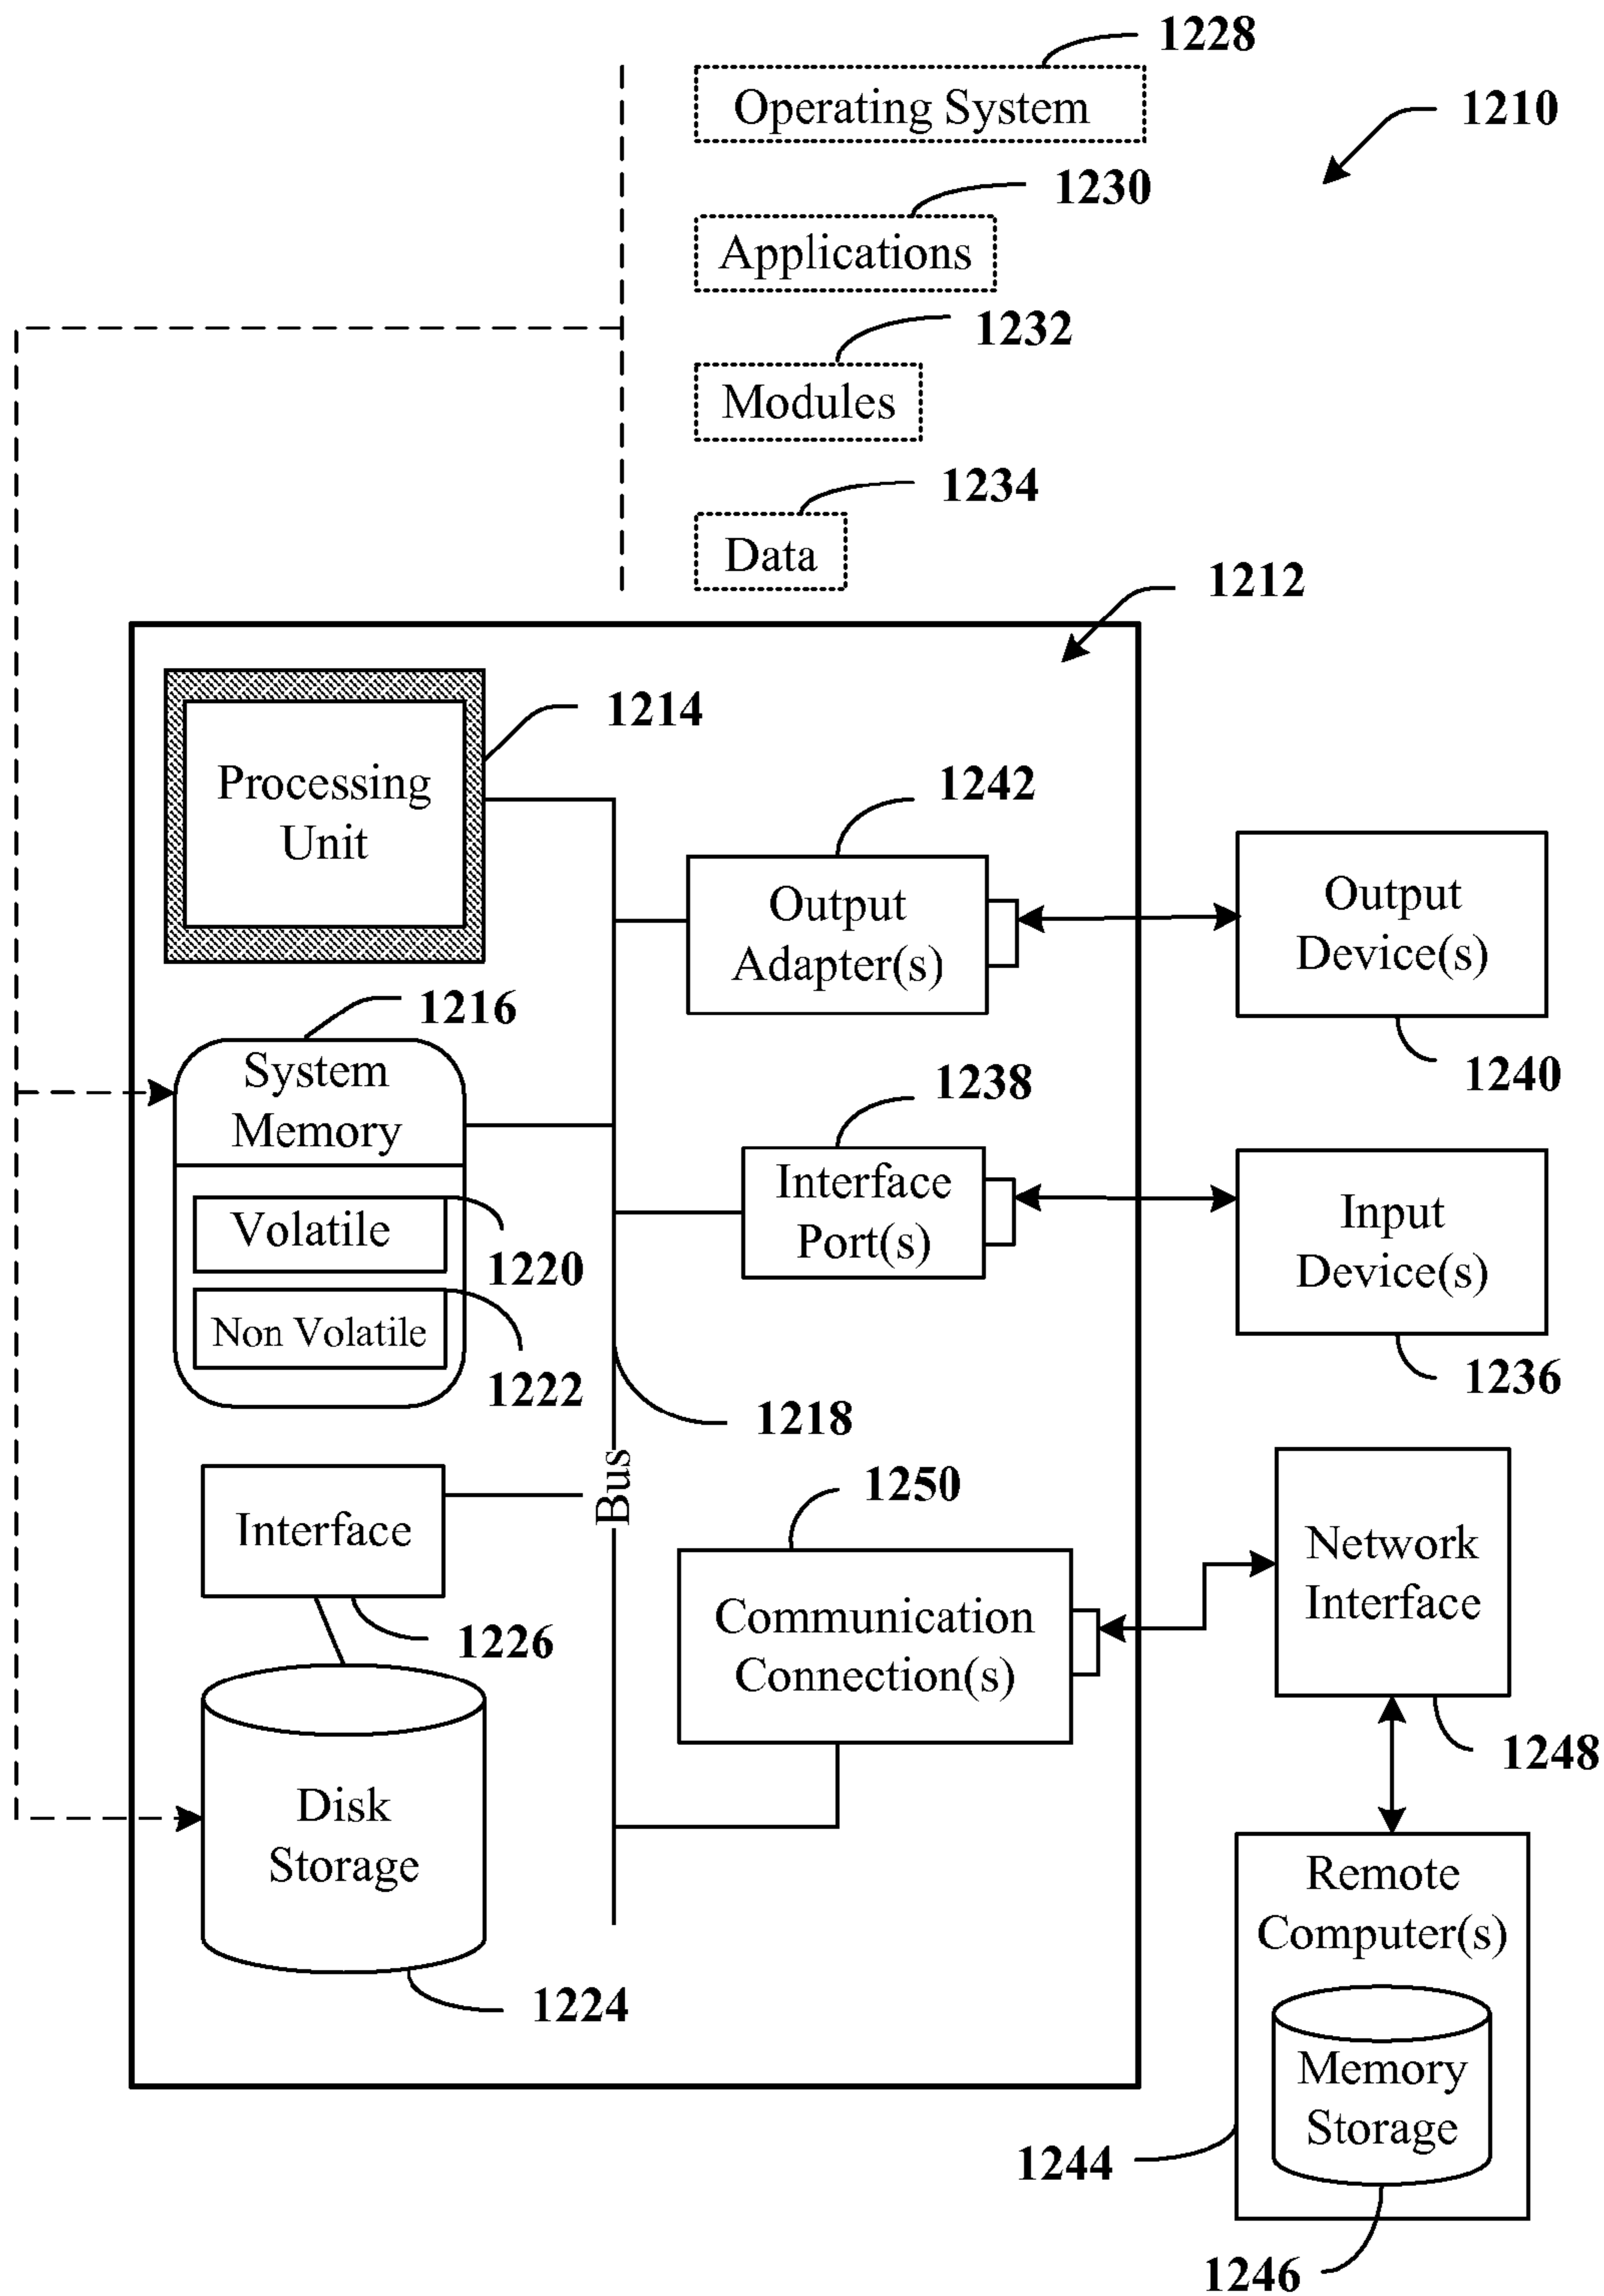 1228
Operating System
1210
1230
Applications
1232
Modules
1234
Data
1212
1214
Processing
Unit
1242
Output
Adapter(s)
Output
Device(s)
1240
1216
System
Memory
1238
Interface
Port(s)
Input
Device(s)
1236
Volatile
1220
Non Volatile
1222
1218
Bus
1250
Interface
1226
Communication
Connection(s)
Network
Interface
1248
Disk
Storage
1224
Remote
Computer(s)
Memory
Storage
1244
1246